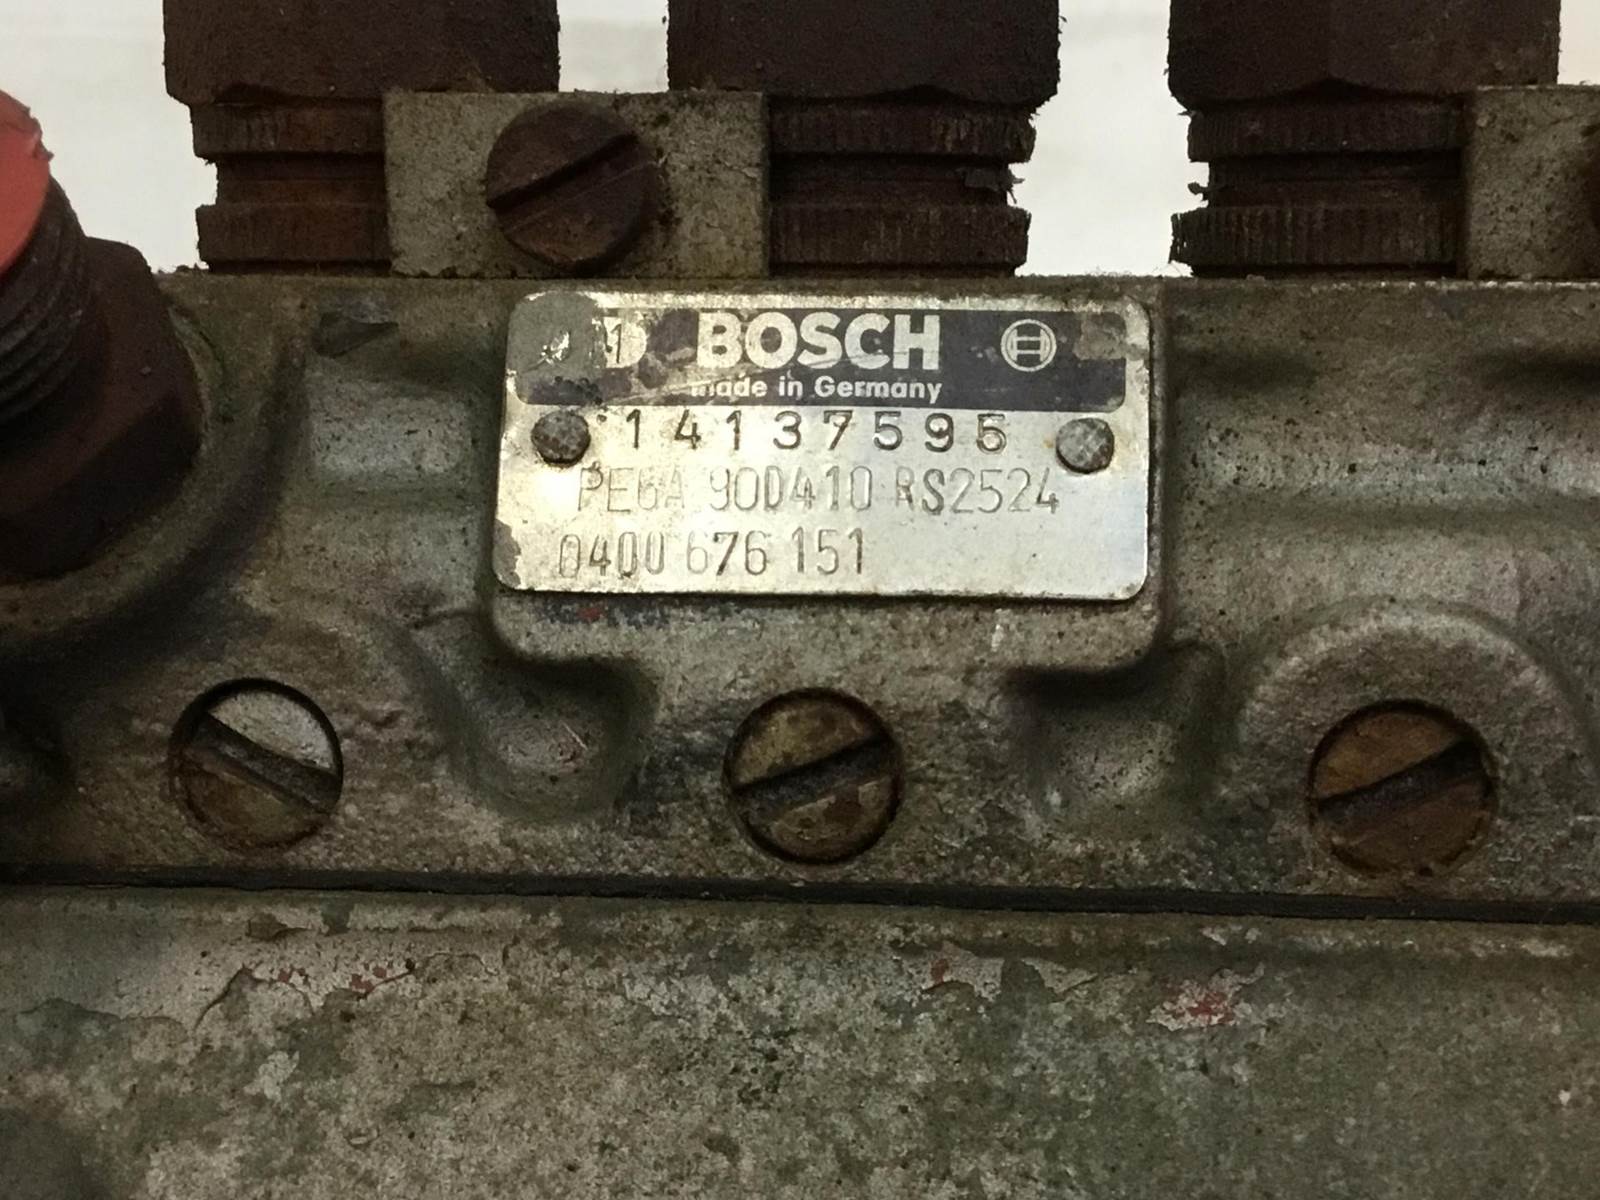 BOSCH
made in Germany
14137595
PE6A 90D410 RS2524
0400 676 151